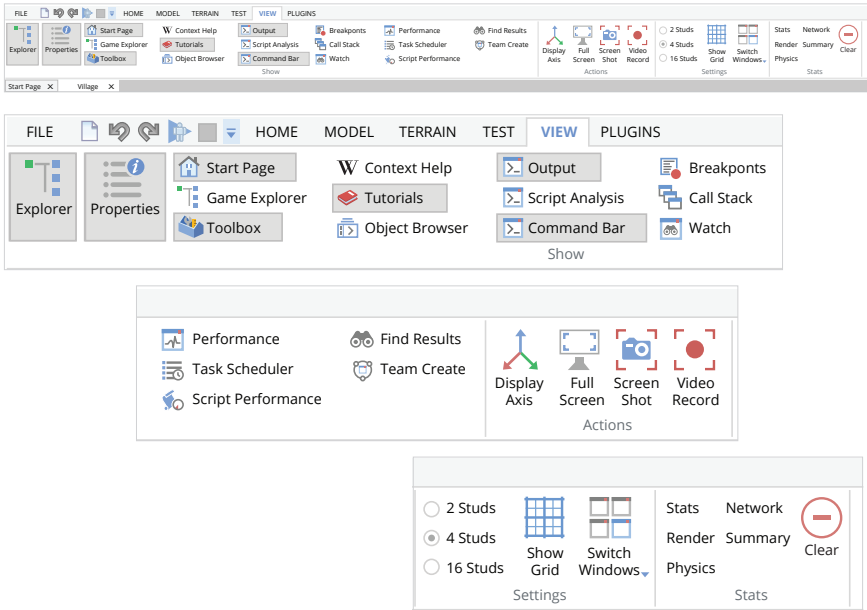 FILE HOME MODEL TERRAIN TEST VIEW PLUGINS
Explorer Properties Start Page Game Explorer Toolbox Context Help Tutorials Object Browser Output Script Analysis Command Bar Breakponts Call Stack Watch Performance Task Scheduler Script Performance Find Results Team Create Display Axis Full Screen Screen Shot Video Record 2 Studs 4 Studs 16 Studs Show Grid Switch Windows Stats Network Render Summary Physics Clear
Show Actions Settings Stats
Start Page X Village X
FILE HOME MODEL TERRAIN TEST VIEW PLUGINS
Start Page W Context Help >_ Output Breakponts
Explorer Properties Game Explorer Tutorials >_ Script Analysis Call Stack
Toolbox Object Browser >_ Command Bar Watch
Show
Performance Find Results
Task Scheduler Team Create
Script Performance
Display Full Screen Video
Axis Screen Shot Record
Actions
2 Studs Stats Network
4 Studs Render Summary
16 Studs Physics
Show Switch Clear
Grid Windows
Settings Stats